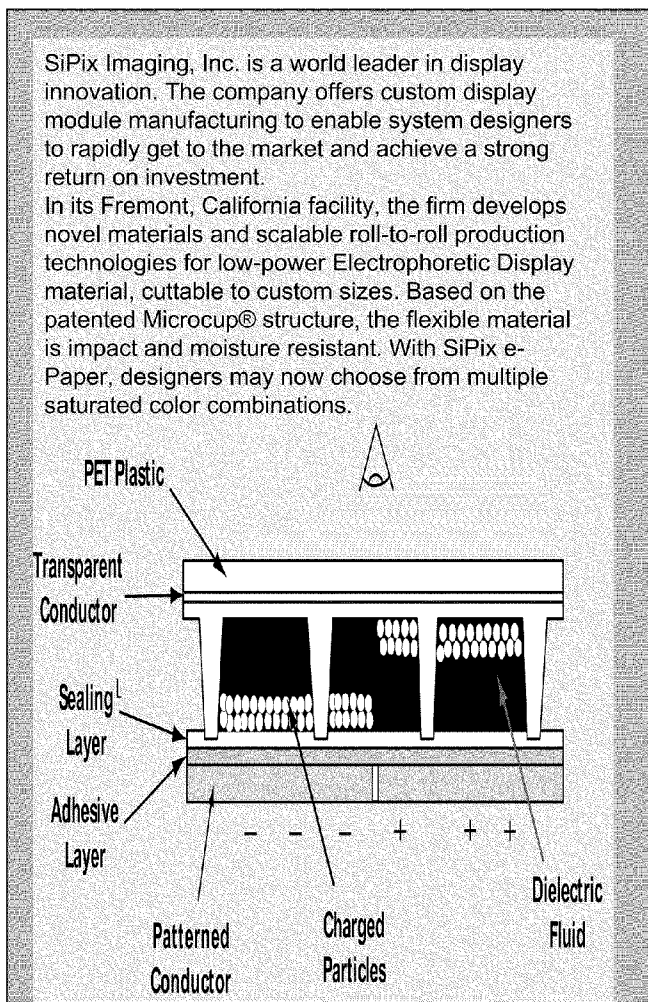 SiPix Imaging, Inc. is a world leader in display
innovation. The company offers custom display
module manufacturing to enable system designers
to rapidly get to the market and achieve a strong
return on investment.
In its Fremont, California facility, the firm develops
novel materials and scalable roll-to-roll production
technologies for low-power Electrophoretic Display
material, cuttable to custom sizes. Based on the
patented Microcup® structure, the flexible material
is impact and moisture resistant. With SiPix e-
Paper, designers may now choose from multiple
saturated color combinations.
PET Plastic
Transparent
Conductor
Sealing L
Layer
Adhesive
Layer
- - - + + +
Patterned
Conductor
Charged
Particles
Dielectric
Fluid